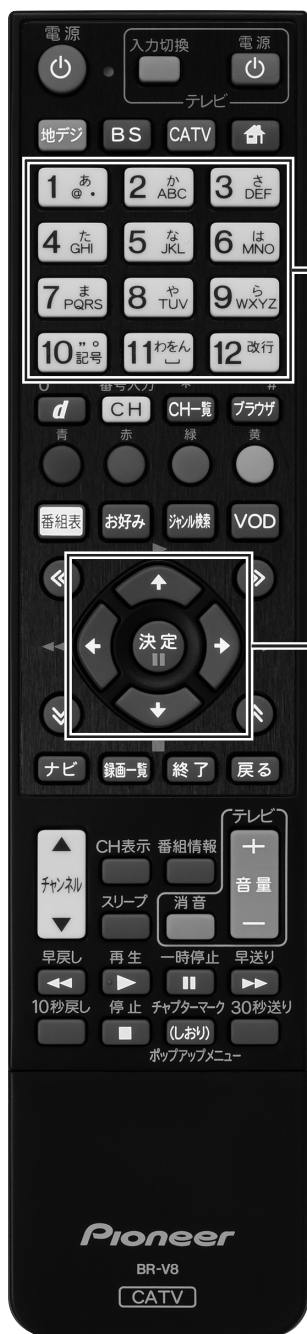 電源
入力切換 電源
テレビ
地デジ BS CATV
1 あ @. 2 か ABC 3 さ DEF
4 た GHI 5 な JKL 6 は MNO
7 ま PQRS 8 や TUV 9 ら WXYZ
10 ゛゜記号 11 わをん 12 改行
0 番号入力 * #
d CH CH一覧 ブラウザ
青 赤 緑 黄
番組表 お好み ジャンル検索 VOD
決定
ナビ 録画一覧 終了 戻る
テレビ
CH表示 番組情報 +
チャンネル 音量
スリープ 消音 −
早戻し 再生 一時停止 早送り
10秒戻し 停止 チャプターマーク 30秒送り
(しおり)
ポップアップメニュー
Pioneer
BR-V8
CATV